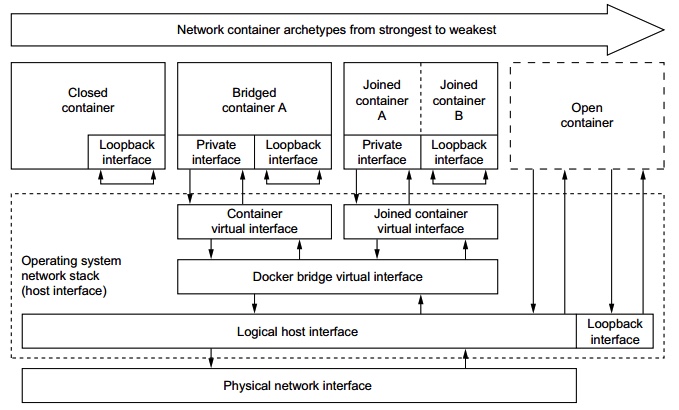 Network container archetypes from strongest to weakest
Closed
container
Loopback
interface
Bridged
container A
Private
interface
Loopback
interface
Joined
container
A
Joined
container
B
Private
interface
Loopback
interface
Open
container
Container
virtual interface
Joined container
virtual interface
Operating system
network stack
(host interface)
Docker bridge virtual interface
Logical host interface
Loopback
interface
Physical network interface